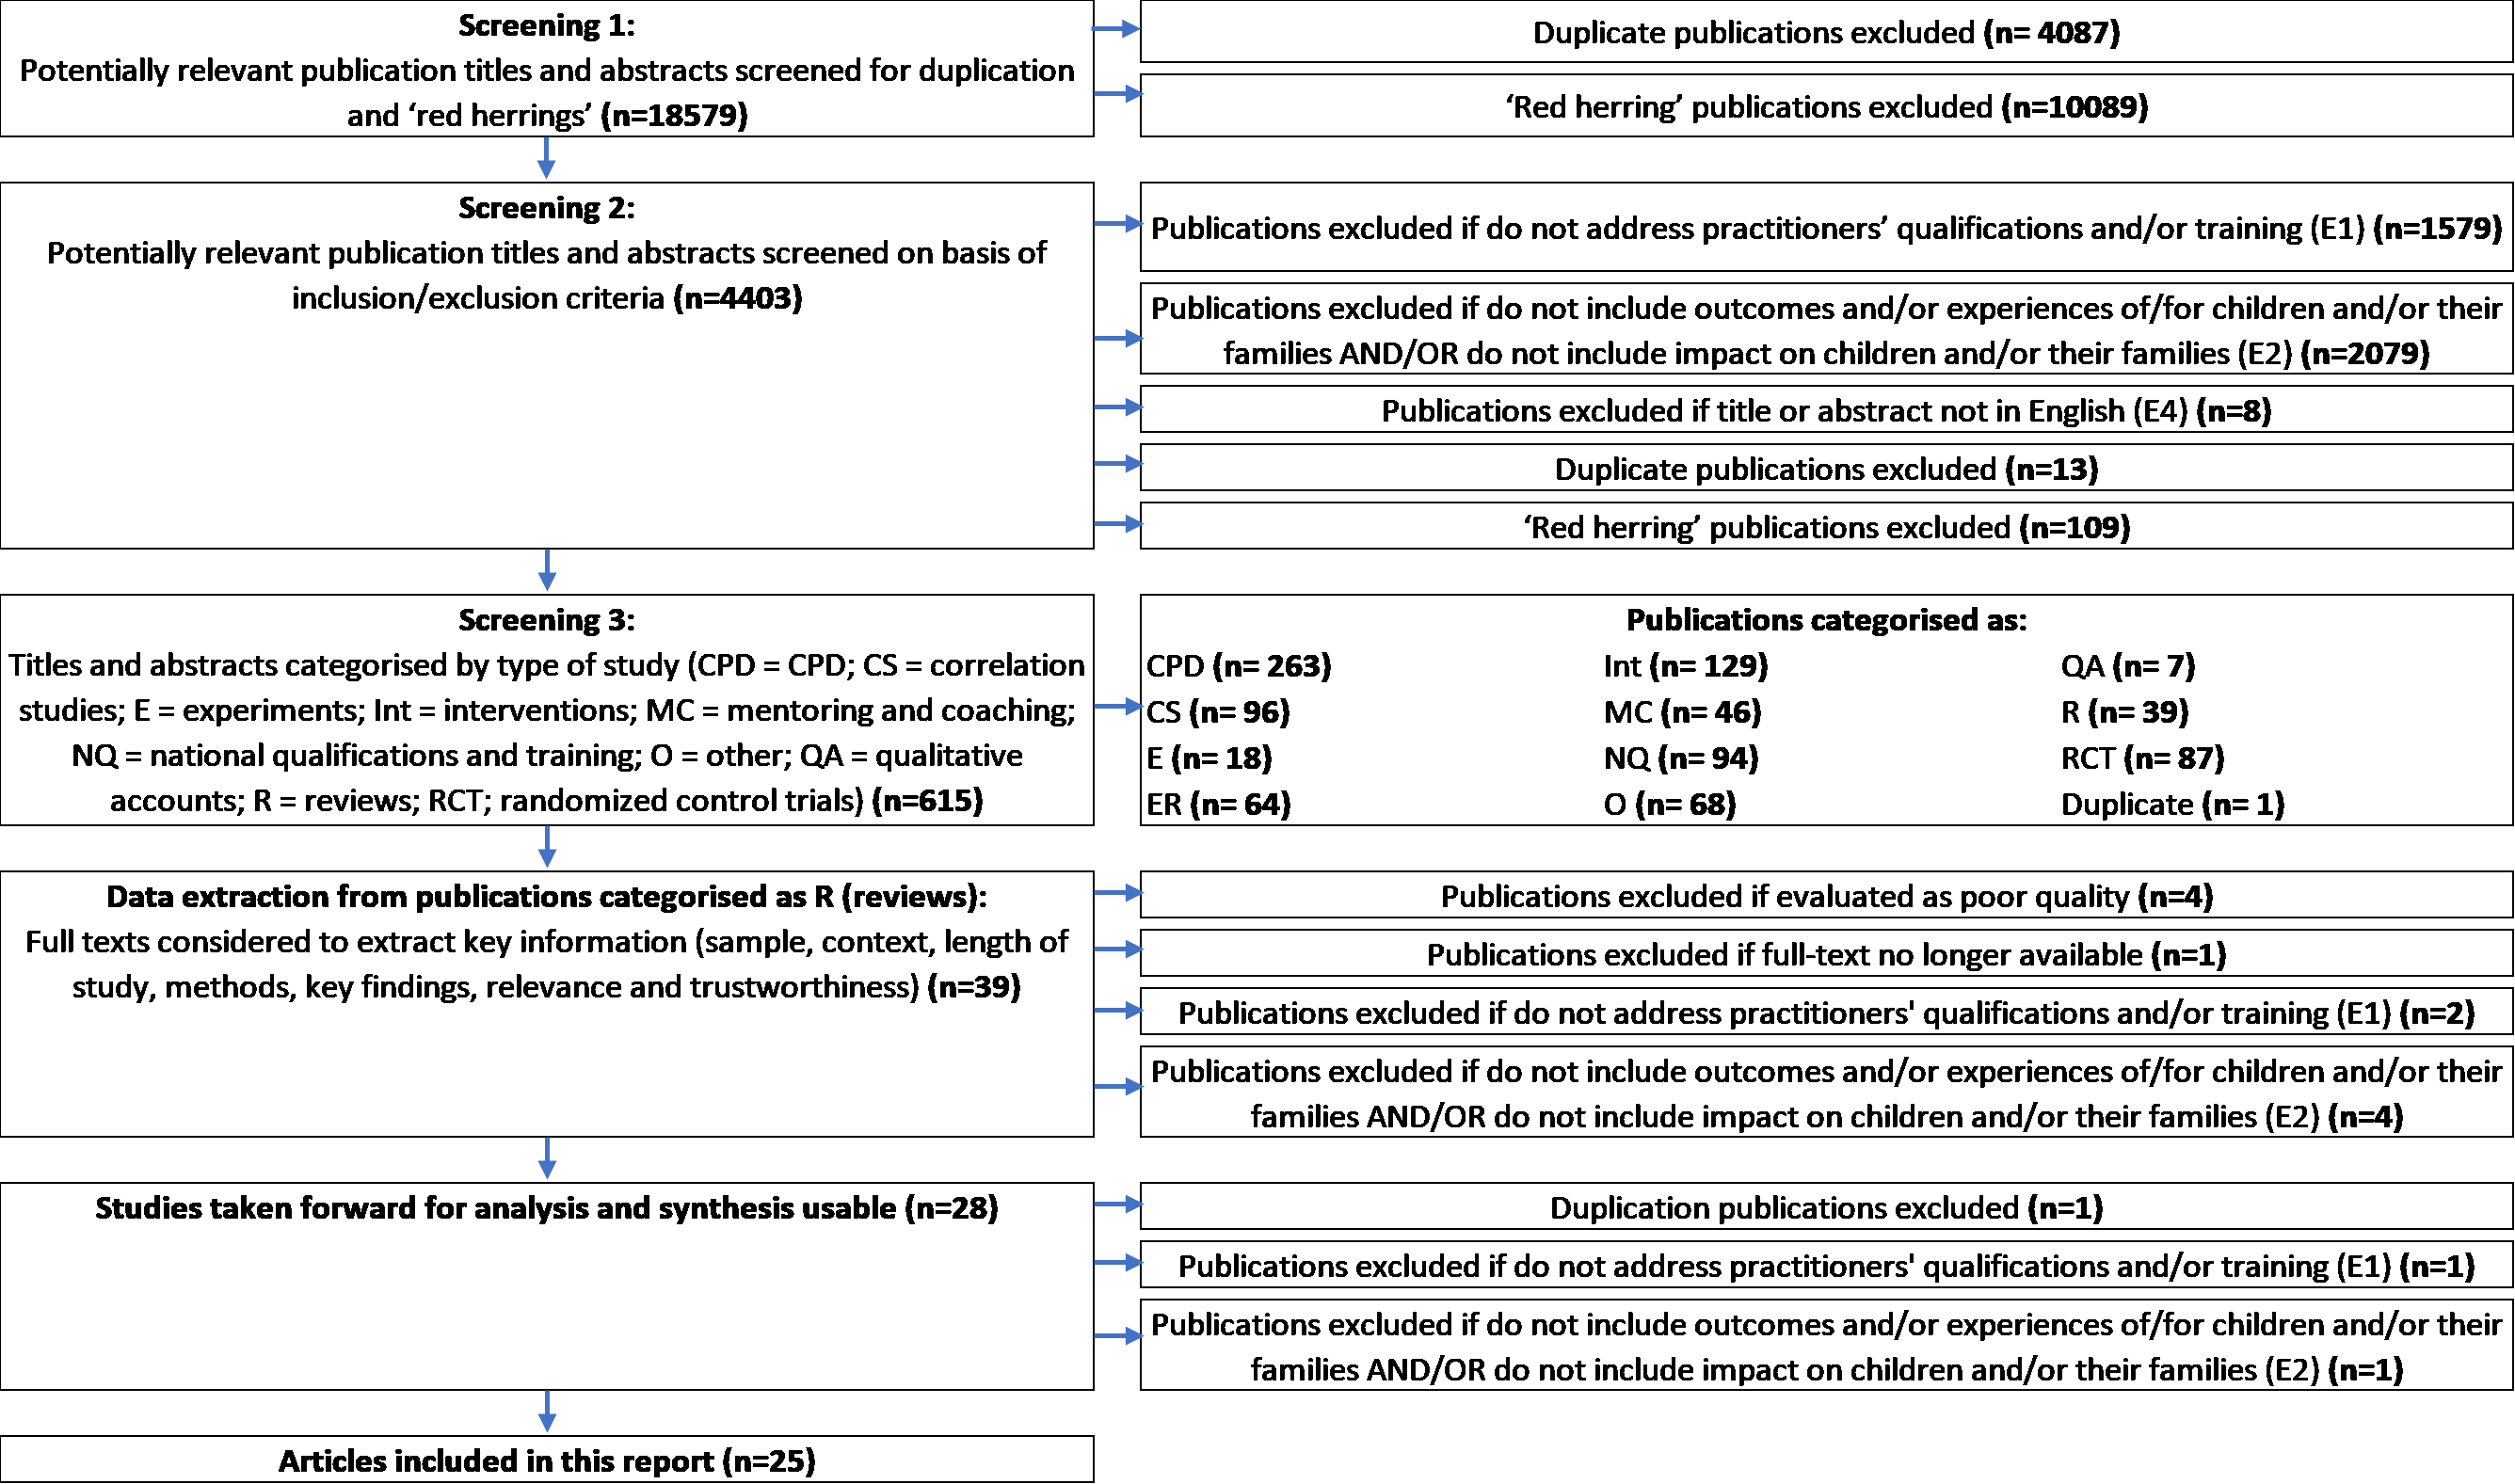 Screening 1:
Potentially relevant publication titles and abstracts screened for duplication
and ‘red herrings’ (n=18579)
Duplicate publications excluded (n= 4087)
‘Red herring’ publications excluded (n=10089)
Screening 2:
Potentially relevant publication titles and abstracts screened on basis of
inclusion/exclusion criteria (n=4403)
Publications excluded if do not address practitioners’ qualifications and/or training (E1) (n=1579)
Publications excluded if do not include outcomes and/or experiences of/for children and/or their
families AND/OR do not include impact on children and/or their families (E2) (n=2079)
Publications excluded if title or abstract not in English (E4) (n=8)
Duplicate publications excluded (n=13)
‘Red herring’ publications excluded (n=109)
Screening 3:
Titles and abstracts categorised by type of study (CPD = CPD; CS = correlation
studies; E = experiments; Int = interventions; MC = mentoring and coaching;
NQ = national qualifications and training; O = other; QA = qualitative
accounts; R = reviews; RCT; randomized control trials) (n=615)
Publications categorised as:
CPD (n= 263)
Int (n= 129)
QA (n= 7)
CS (n= 96)
MC (n= 46)
R (n= 39)
E (n= 18)
NQ (n= 94)
RCT (n= 87)
ER (n= 64)
O (n= 68)
Duplicate (n= 1)
Data extraction from publications categorised as R (reviews):
Full texts considered to extract key information (sample, context, length of
study, methods, key findings, relevance and trustworthiness) (n=39)
Publications excluded if evaluated as poor quality (n=4)
Publications excluded if full-text no longer available (n=1)
Publications excluded if do not address practitioners' qualifications and/or training (E1) (n=2)
Publications excluded if do not include outcomes and/or experiences of/for children and/or their
families AND/OR do not include impact on children and/or their families (E2) (n=4)
Studies taken forward for analysis and synthesis usable (n=28)
Duplication publications excluded (n=1)
Publications excluded if do not address practitioners' qualifications and/or training (E1) (n=1)
Publications excluded if do not include outcomes and/or experiences of/for children and/or their
families AND/OR do not include impact on children and/or their families (E2) (n=1)
Articles included in this report (n=25)